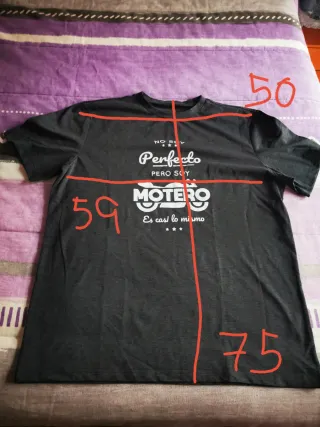 50
NO SOY
Perfecto
PERO SOY
MOTERO
59
Es casi lo mismo
75